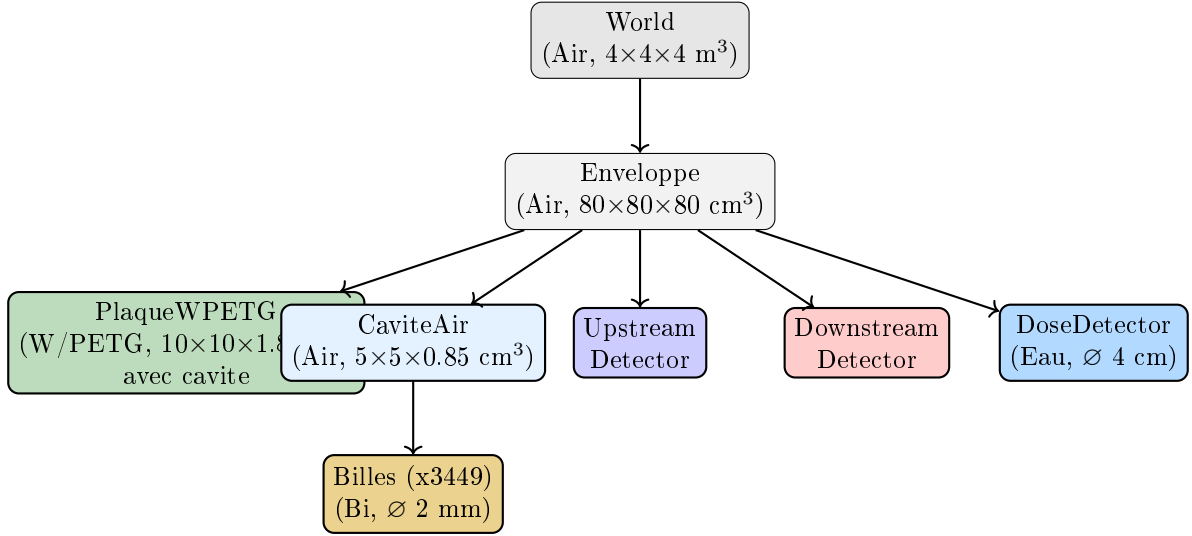 World
(Air, 4×4×4 m³)
Enveloppe
(Air, 80×80×80 cm³)
PlaqueWPETG
(W/PETG, 10×10×1.
avec cavite
CaviteAir
(Air, 5×5×0.85 cm³)
Upstream
Detector
Downstream
Detector
DoseDetector
(Eau, ∅ 4 cm)
Billes (x3449)
(Bi, ∅ 2 mm)